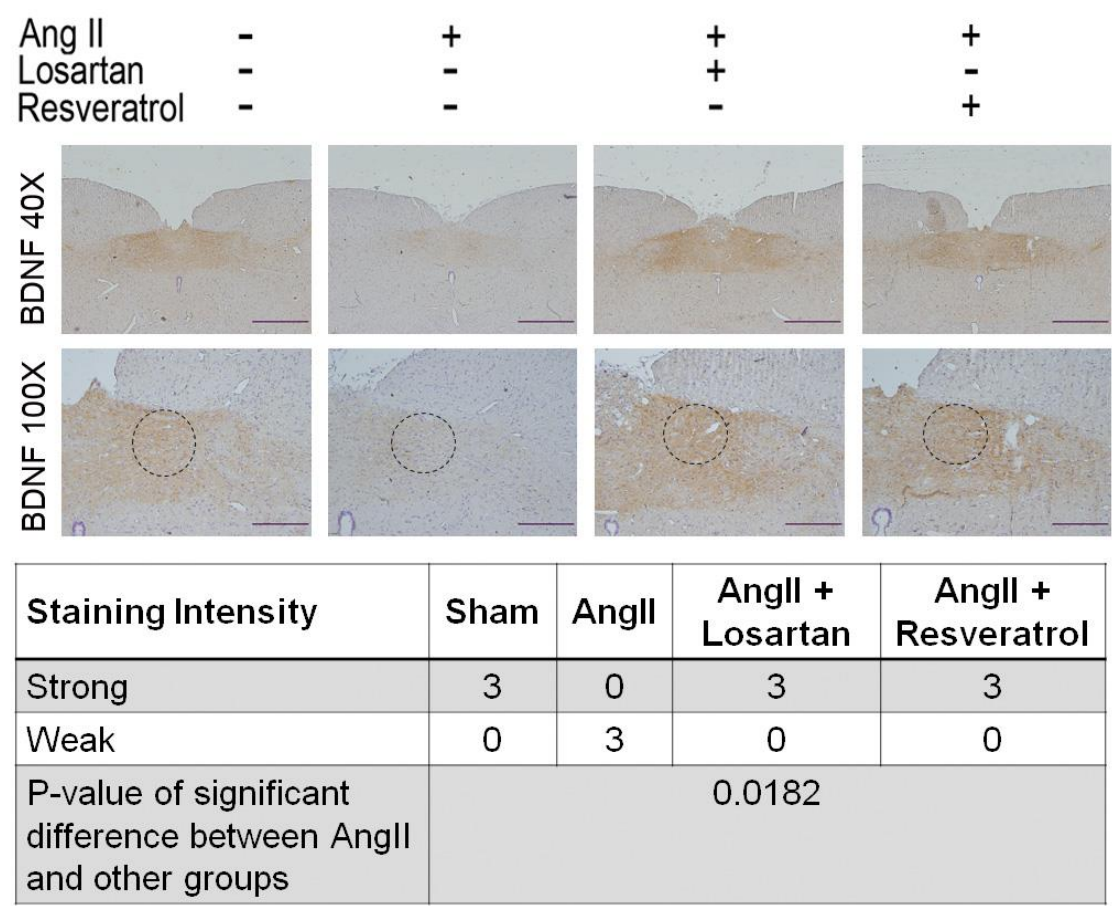 Ang II - + + +
Losartan - - + -
Resveratrol - - - +
BDNF 40X
BDNF 100X
Staining Intensity Sham AngII AngII + Losartan AngII + Resveratrol
Strong 3 0 3 3
Weak 0 3 0 0
P-value of significant difference between AngII and other groups 0.0182